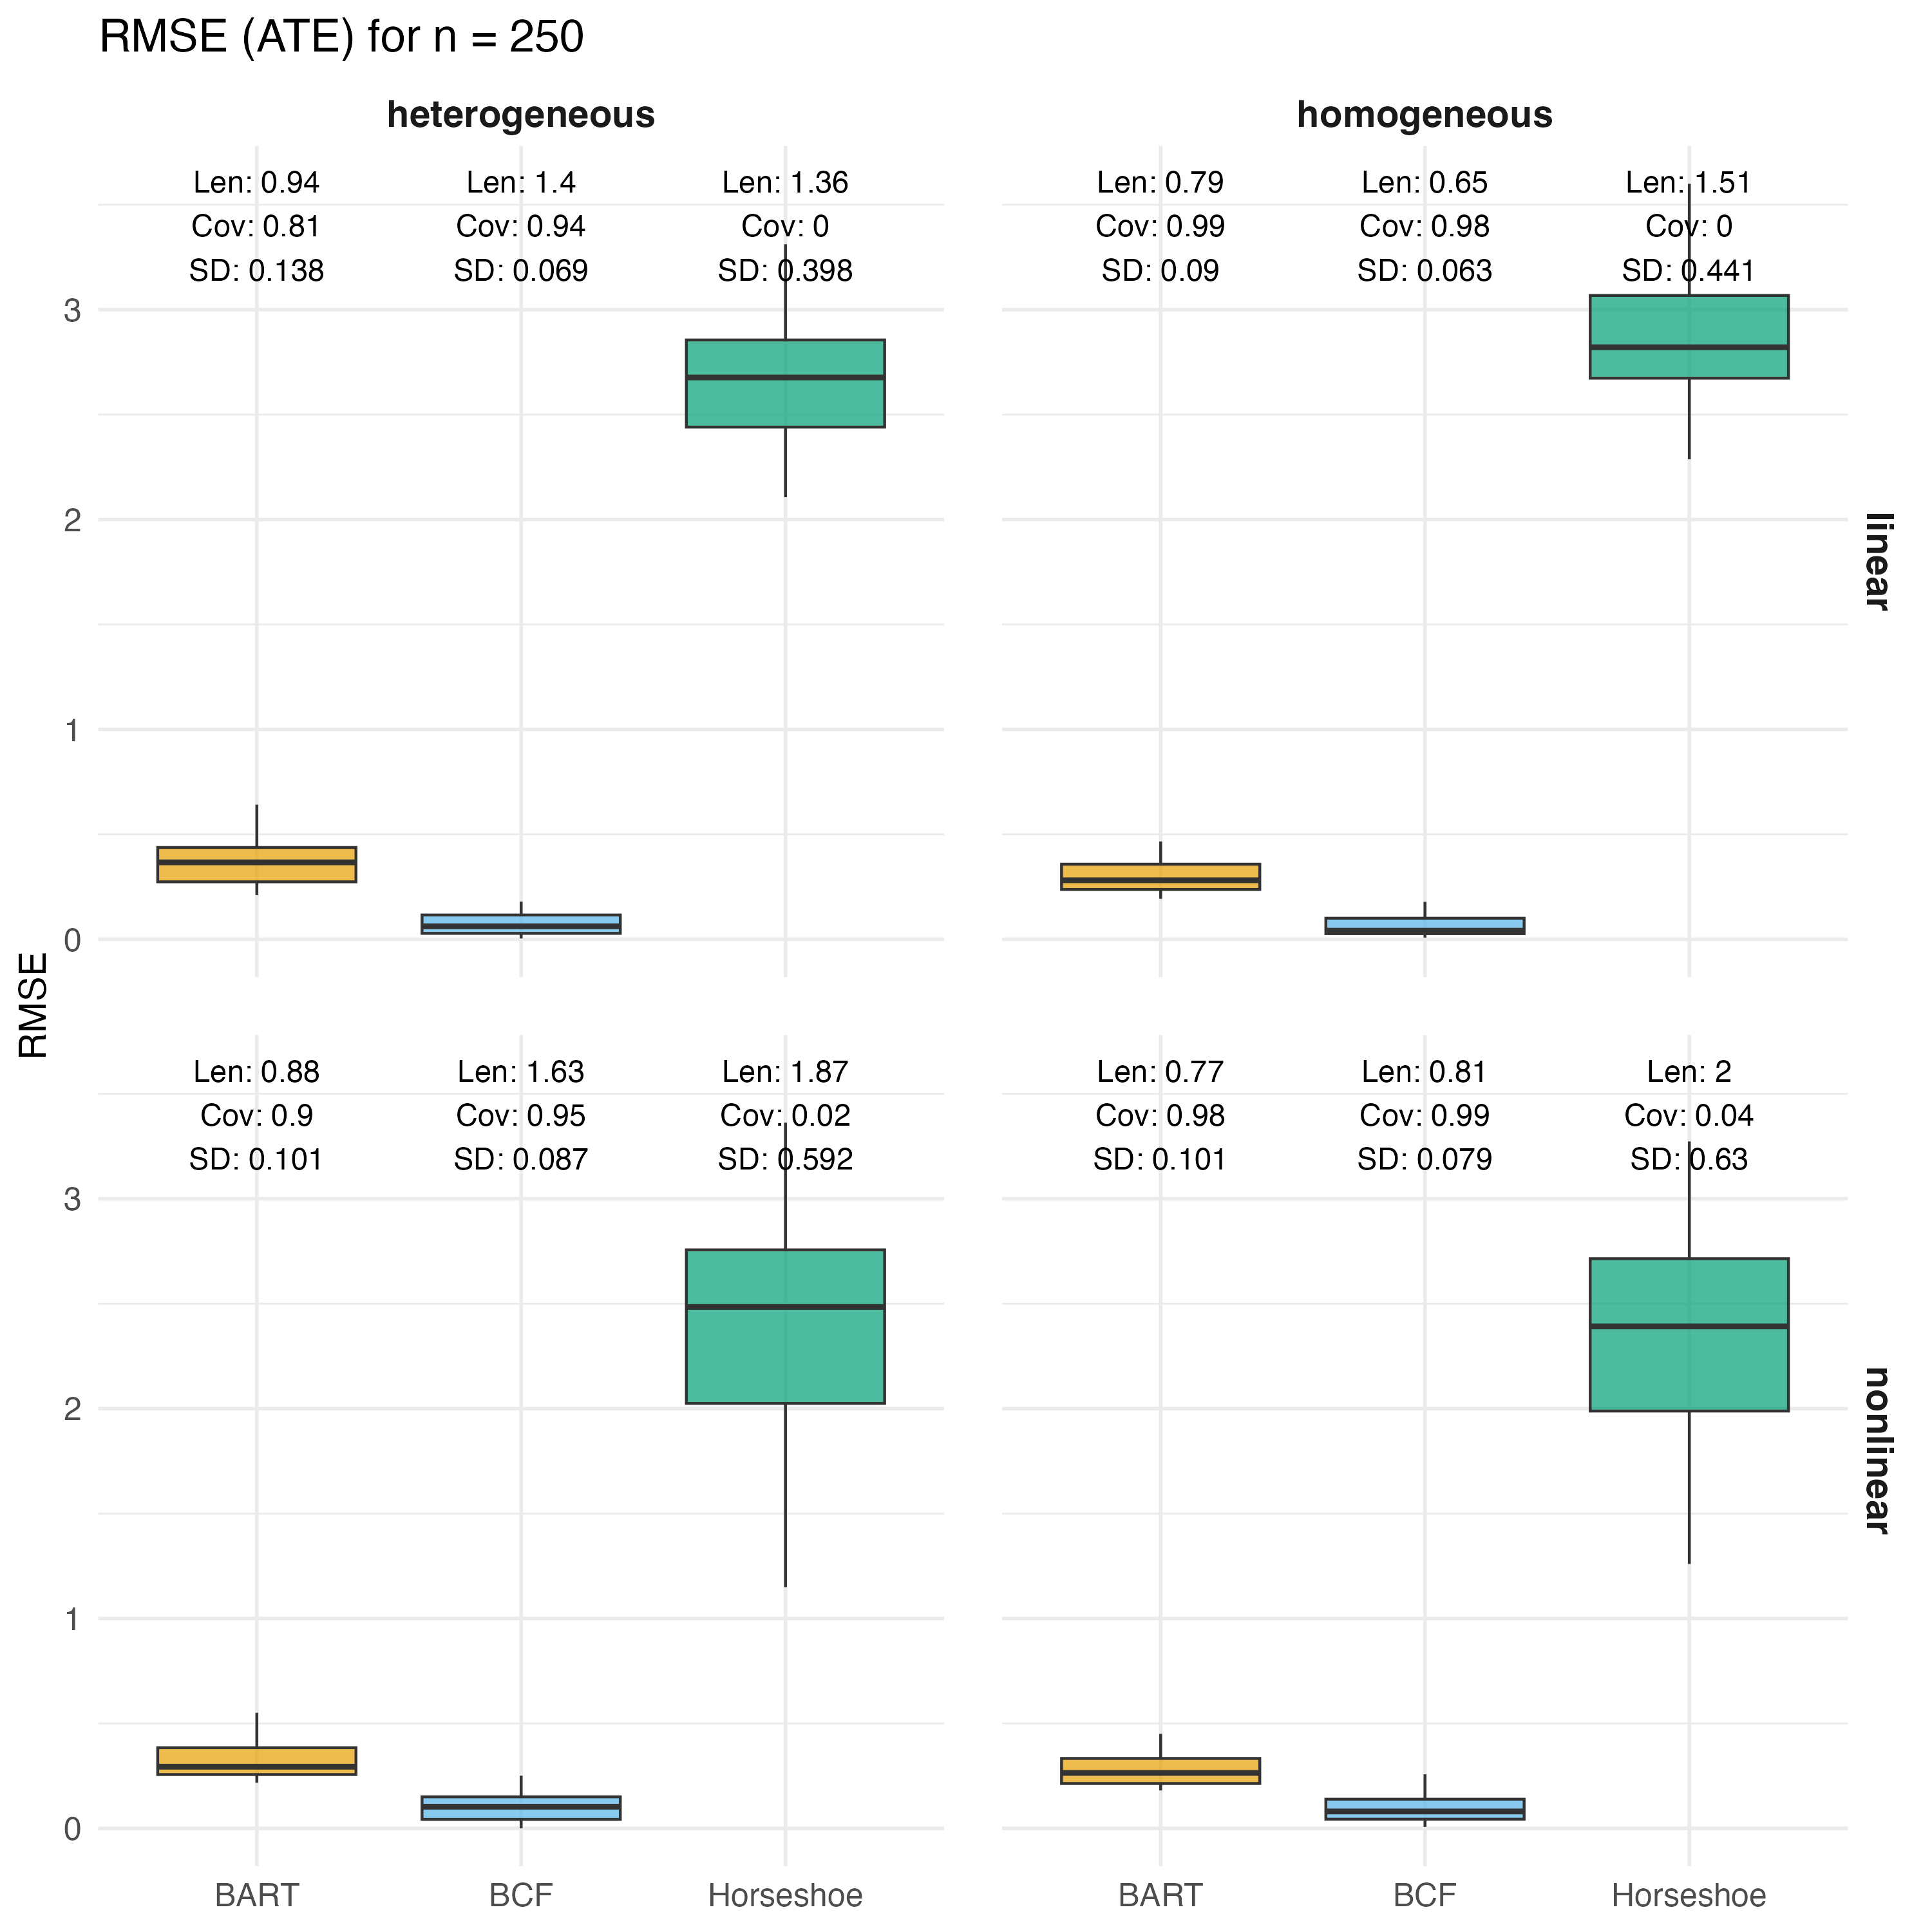 RMSE (ATE) for n = 250
heterogeneous
homogeneous
Len: 0.94
Cov: 0.81
SD: 0.138
Len: 1.4
Cov: 0.94
SD: 0.069
Len: 1.36
Cov: 0
SD: 0.398
Len: 0.79
Cov: 0.99
SD: 0.09
Len: 0.65
Cov: 0.98
SD: 0.063
Len: 1.51
Cov: 0
SD: 0.441
3
2
1
0
linear
RMSE
Len: 0.88
Cov: 0.9
SD: 0.101
Len: 1.63
Cov: 0.95
SD: 0.087
Len: 1.87
Cov: 0.02
SD: 0.592
Len: 0.77
Cov: 0.98
SD: 0.101
Len: 0.81
Cov: 0.99
SD: 0.079
Len: 2
Cov: 0.04
SD: 0.63
3
2
1
0
nonlinear
BART
BCF
Horseshoe
BART
BCF
Horseshoe